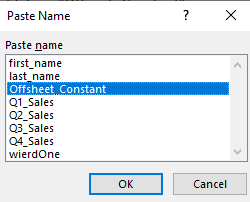 Paste Name
? ×
Paste name
first_name
last_name
Offsheet_Constant
Q1_Sales
Q2_Sales
Q3_Sales
Q4_Sales
wierdOne
OK Cancel